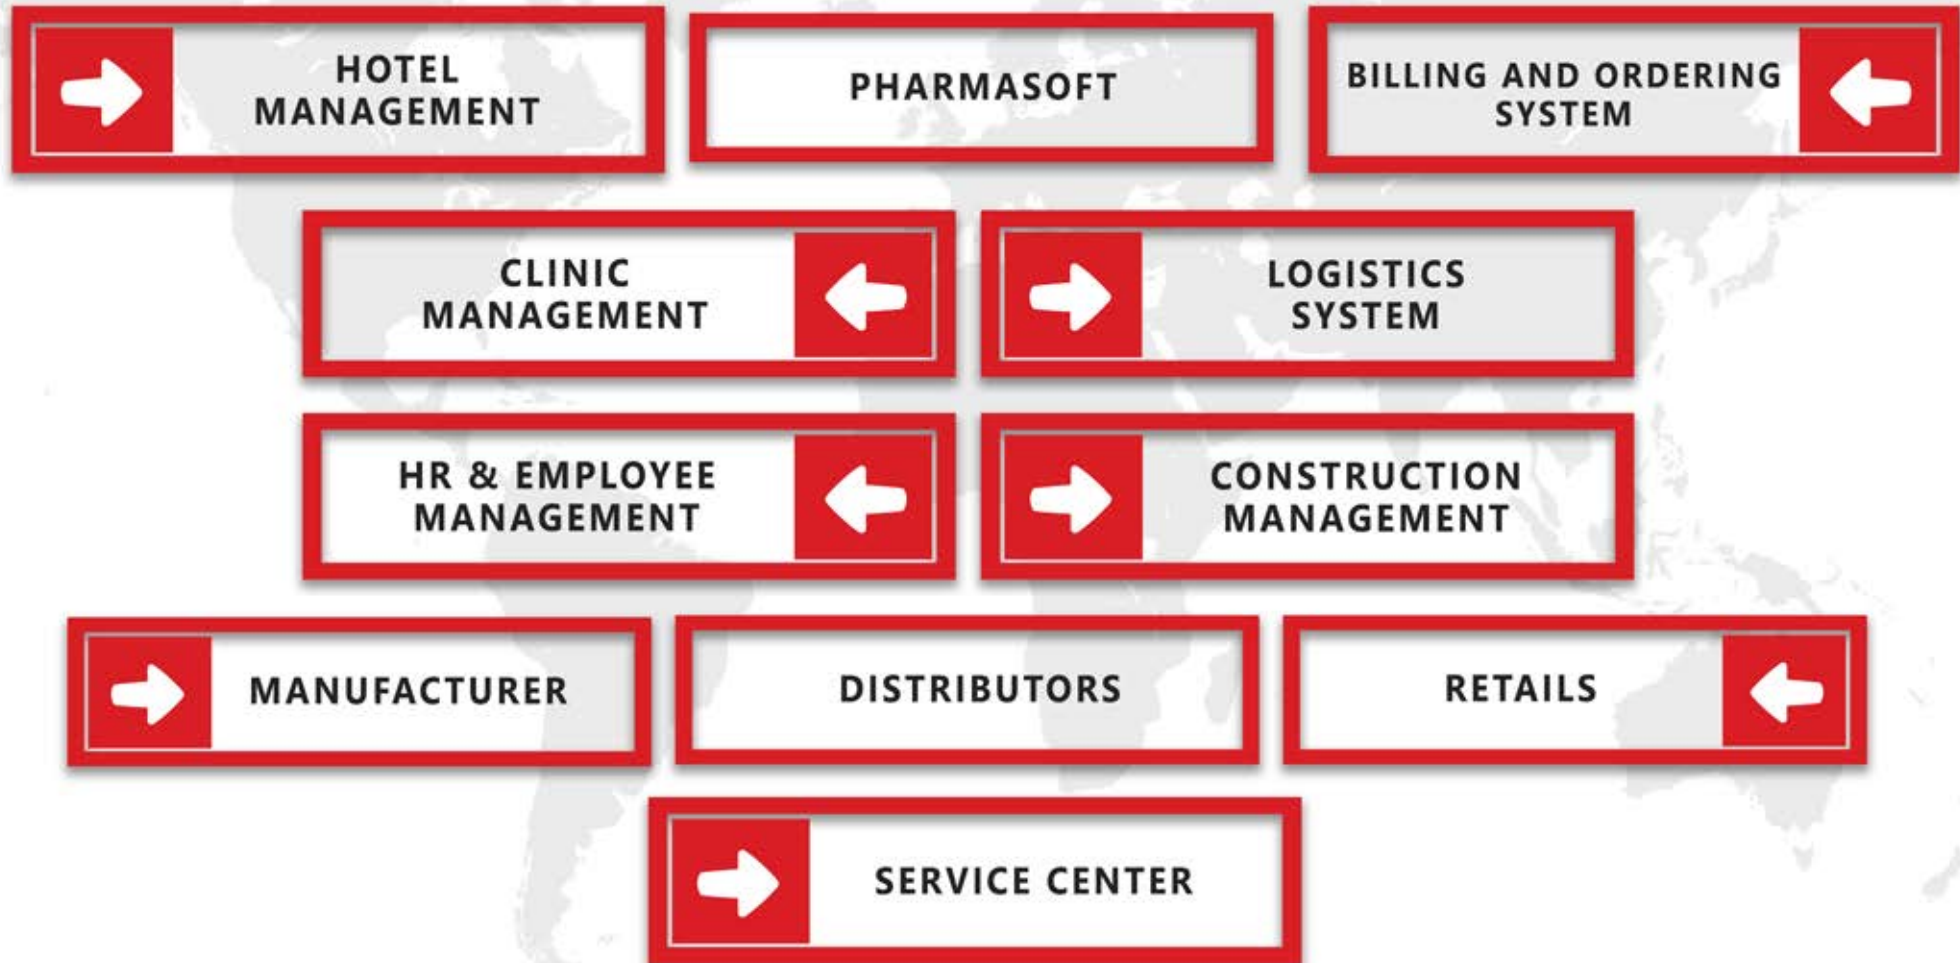 HOTEL
MANAGEMENT
PHARMASOFT
BILLING AND ORDERING
SYSTEM
CLINIC
MANAGEMENT
LOGISTICS
SYSTEM
HR & EMPLOYEE
MANAGEMENT
CONSTRUCTION
MANAGEMENT
MANUFACTURER
DISTRIBUTORS
RETAILS
SERVICE CENTER